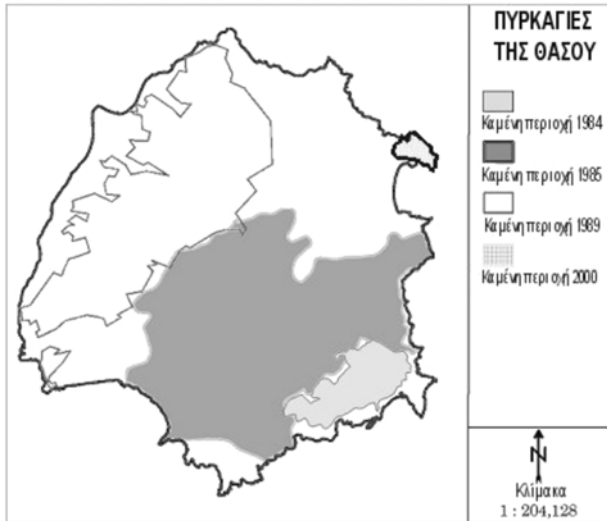 ΠΥΡΚΑΓΙΕΣ
ΤΗΣ ΘΑΣΟΥ
Καμένη περιοχή 1984
Καμένη περιοχή 1985
Καμένη περιοχή 1989
Καμένη περιοχή 2000
N
Κλίμακα
1 : 204,128